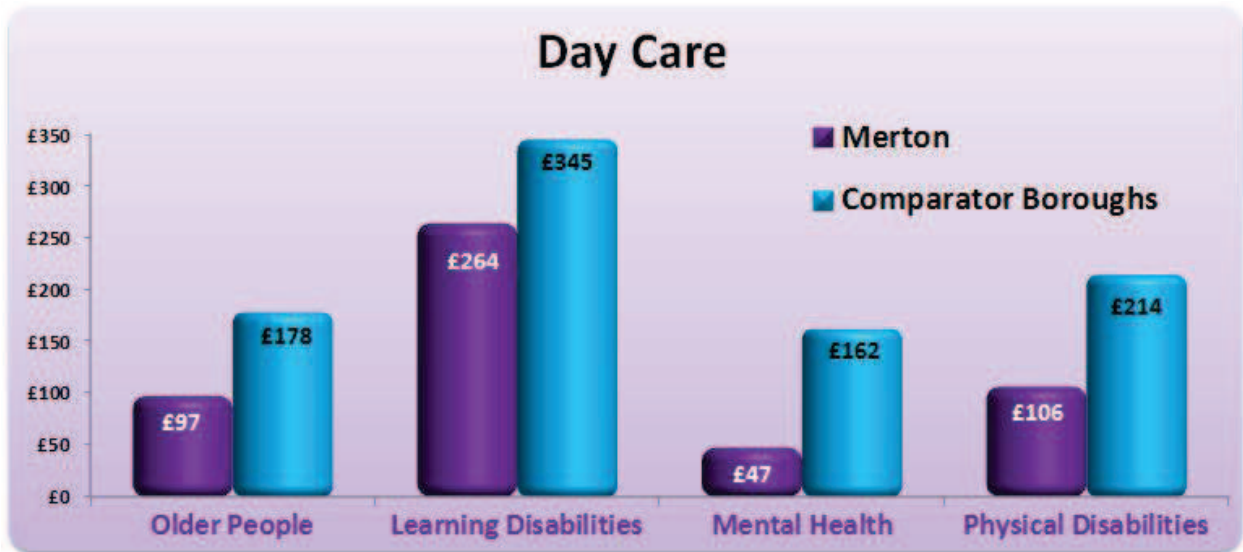 Day Care
£350
£300
£250
£200
£150
£100
£50
£0
Merton
Comparator Boroughs
£97
£178
£264
£345
£47
£162
£106
£214
Older People
Learning Disabilities
Mental Health
Physical Disabilities